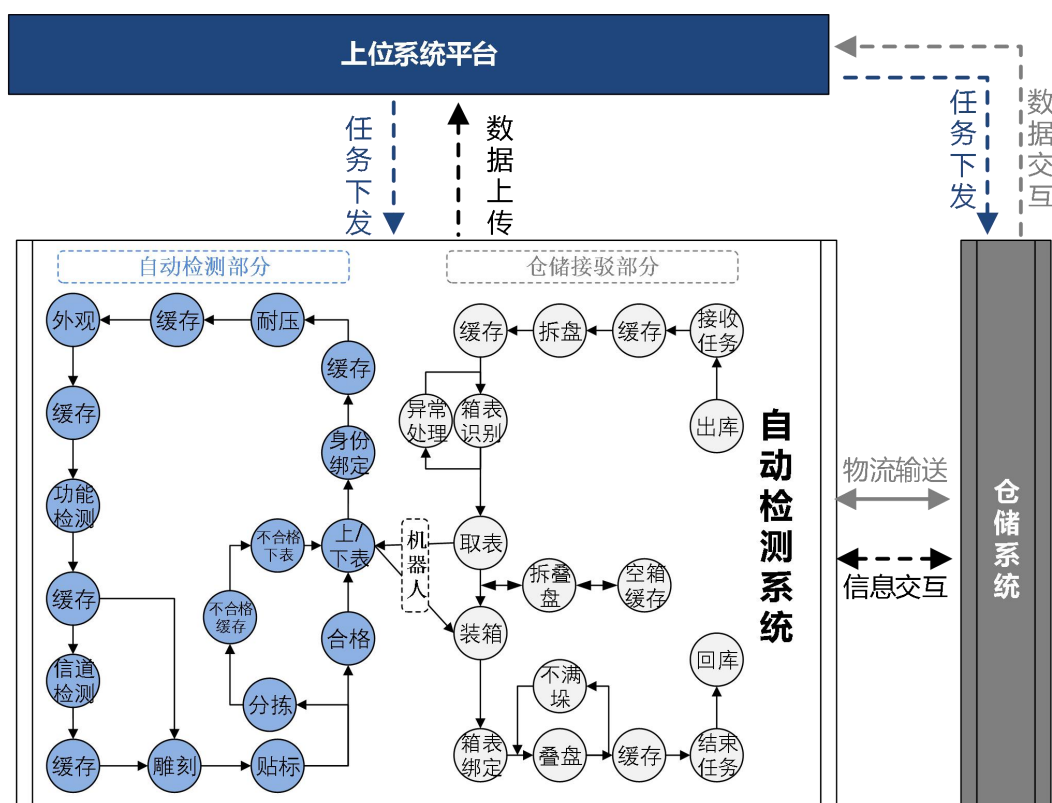 上位系统平台
任务下发
数据上传
任务下发
数据交互
自动检测部分
仓储接驳部分
外观
缓存
耐压
缓存
缓存
身份
绑定
功能
检测
不合格
下表
上/
下表
缓存
不合格
缓存
合格
信道
检测
分拣
缓存
雕刻
贴标
机器人
缓存
拆盘
缓存
接收
任务
异常
处理
箱表
识别
出库
取表
拆叠
盘
空箱
缓存
装箱
回库
不满
垛
箱表
绑定
叠盘
缓存
结束
任务
自动检测系统
物流输送
信息交互
仓储系统